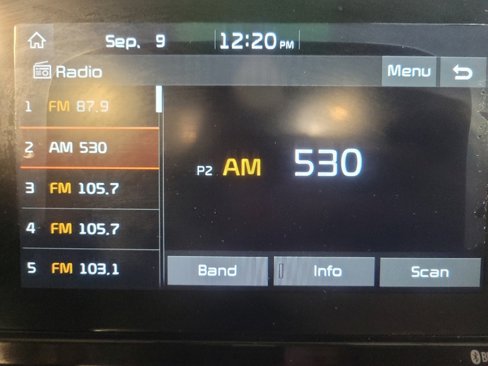 Sep. 9 12:20 PM
Radio Menu
1 FM 87.9
2 AM 530
P2 AM 530
3 FM 105.7
4 FM 105.7
5 FM 103.1
Band Info Scan